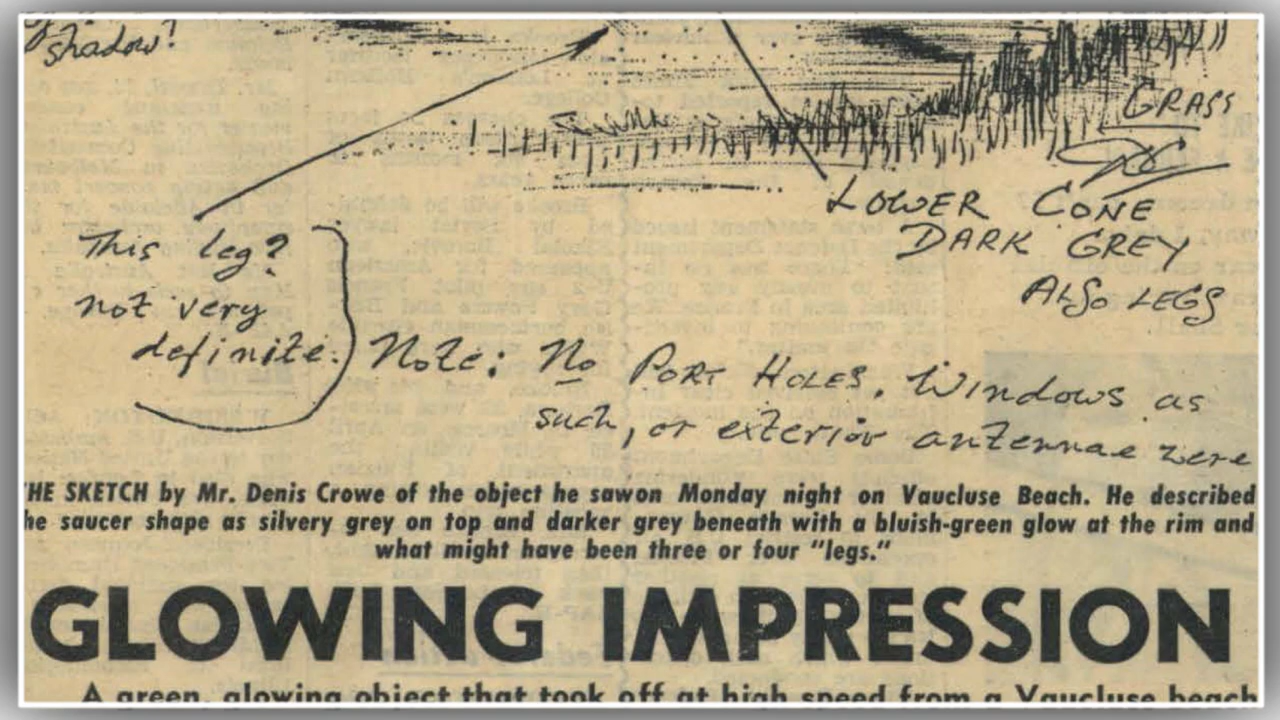 shadow?
GRASS
LOWER CONE
DARK GREY
ALSO LEGS
This leg?
not very
definite.
Note: No PORT HOLES, Windows as
such, or exterior antennae were
HE SKETCH by Mr. Denis Crowe of the object he sawon Monday night on Vaucluse Beach. He described
he saucer shape as silvery grey on top and darker grey beneath with a bluish-green glow at the rim and
what might have been three or four "legs."
GLOWING IMPRESSION
A green, glowing object that took off at high speed from a Vaucluse beach